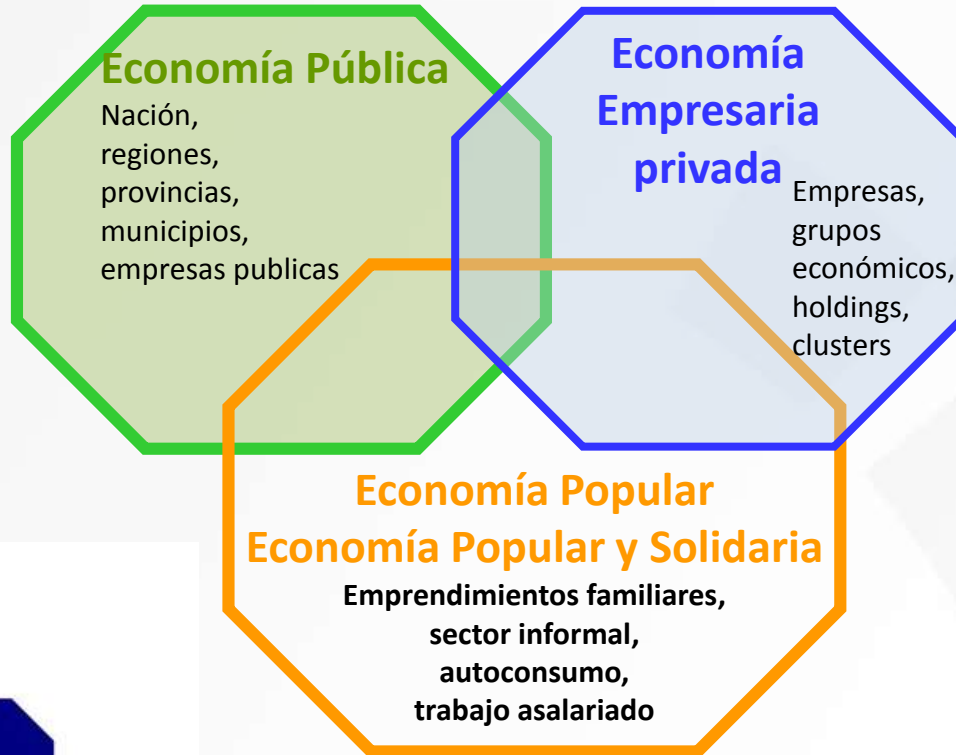 Economía Pública
Nación,
regiones,
provincias,
municipios,
empresas publicas
Economía
Empresaria
privada
Empresas,
grupos
económicos,
holdings,
clusters
Economía Popular
Economía Popular y Solidaria
Emprendimientos familiares,
sector informal,
autoconsumo,
trabajo asalariado